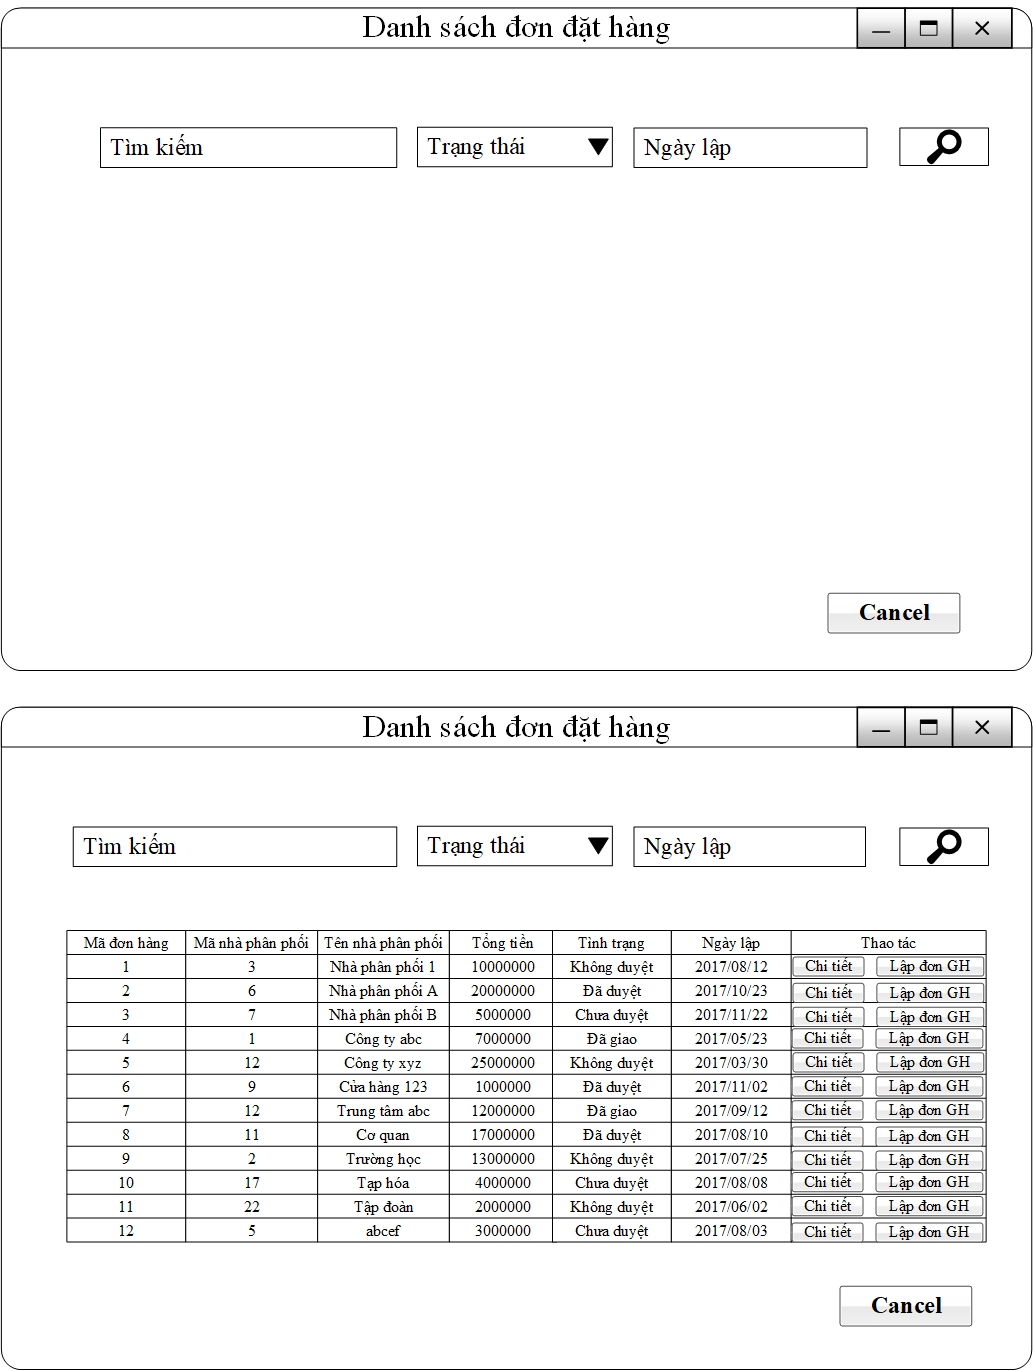 Danh sách đơn đặt hàng
Tìm kiếm Trạng thái Ngày lập
Cancel
Danh sách đơn đặt hàng
Tìm kiếm Trạng thái Ngày lập
Mã đơn hàng Mã nhà phân phối Tên nhà phân phối Tổng tiền Tình trạng Ngày lập Thao tác
1 3 Nhà phân phối 1 10000000 Không duyệt 2017/08/12 Chi tiết Lập đơn GH
2 6 Nhà phân phối A 20000000 Đã duyệt 2017/10/23 Chi tiết Lập đơn GH
3 7 Nhà phân phối B 5000000 Chưa duyệt 2017/11/22 Chi tiết Lập đơn GH
4 1 Công ty abc 7000000 Đã giao 2017/05/23 Chi tiết Lập đơn GH
5 12 Công ty xyz 25000000 Không duyệt 2017/03/30 Chi tiết Lập đơn GH
6 9 Cửa hàng 123 1000000 Đã duyệt 2017/11/02 Chi tiết Lập đơn GH
7 12 Trung tâm abc 12000000 Đã giao 2017/09/12 Chi tiết Lập đơn GH
8 11 Cơ quan 17000000 Đã duyệt 2017/08/10 Chi tiết Lập đơn GH
9 2 Trường học 13000000 Không duyệt 2017/07/25 Chi tiết Lập đơn GH
10 17 Tạp hóa 4000000 Chưa duyệt 2017/08/08 Chi tiết Lập đơn GH
11 22 Tập đoàn 2000000 Không duyệt 2017/06/02 Chi tiết Lập đơn GH
12 5 abcef 3000000 Chưa duyệt 2017/08/03 Chi tiết Lập đơn GH
Cancel